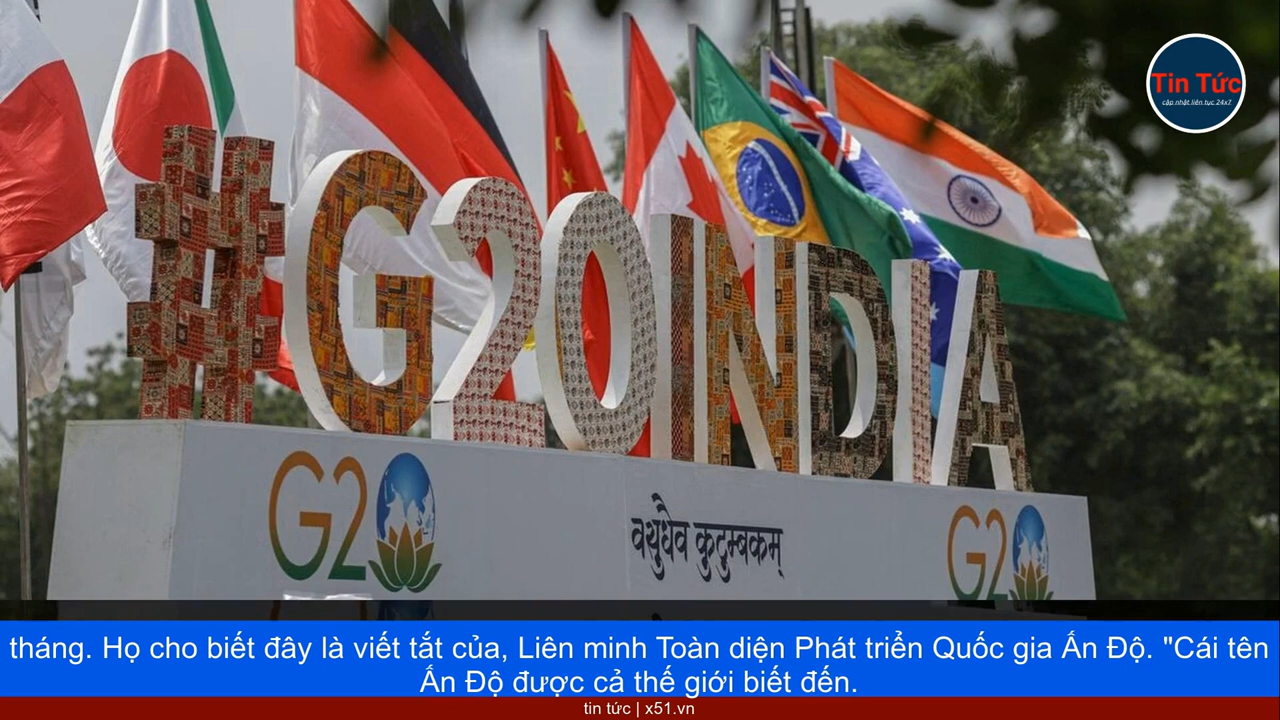 Tin Tức
cập nhật liên tục 24x7
#G20INDIA
G20
वसुधैव कुटुम्बकम्
G20
tháng. Họ cho biết đây là viết tắt của, Liên minh Toàn diện Phát triển Quốc gia Ấn Độ. "Cái tên
Ấn Độ được cả thế giới biết đến.
tin tức | x51.vn